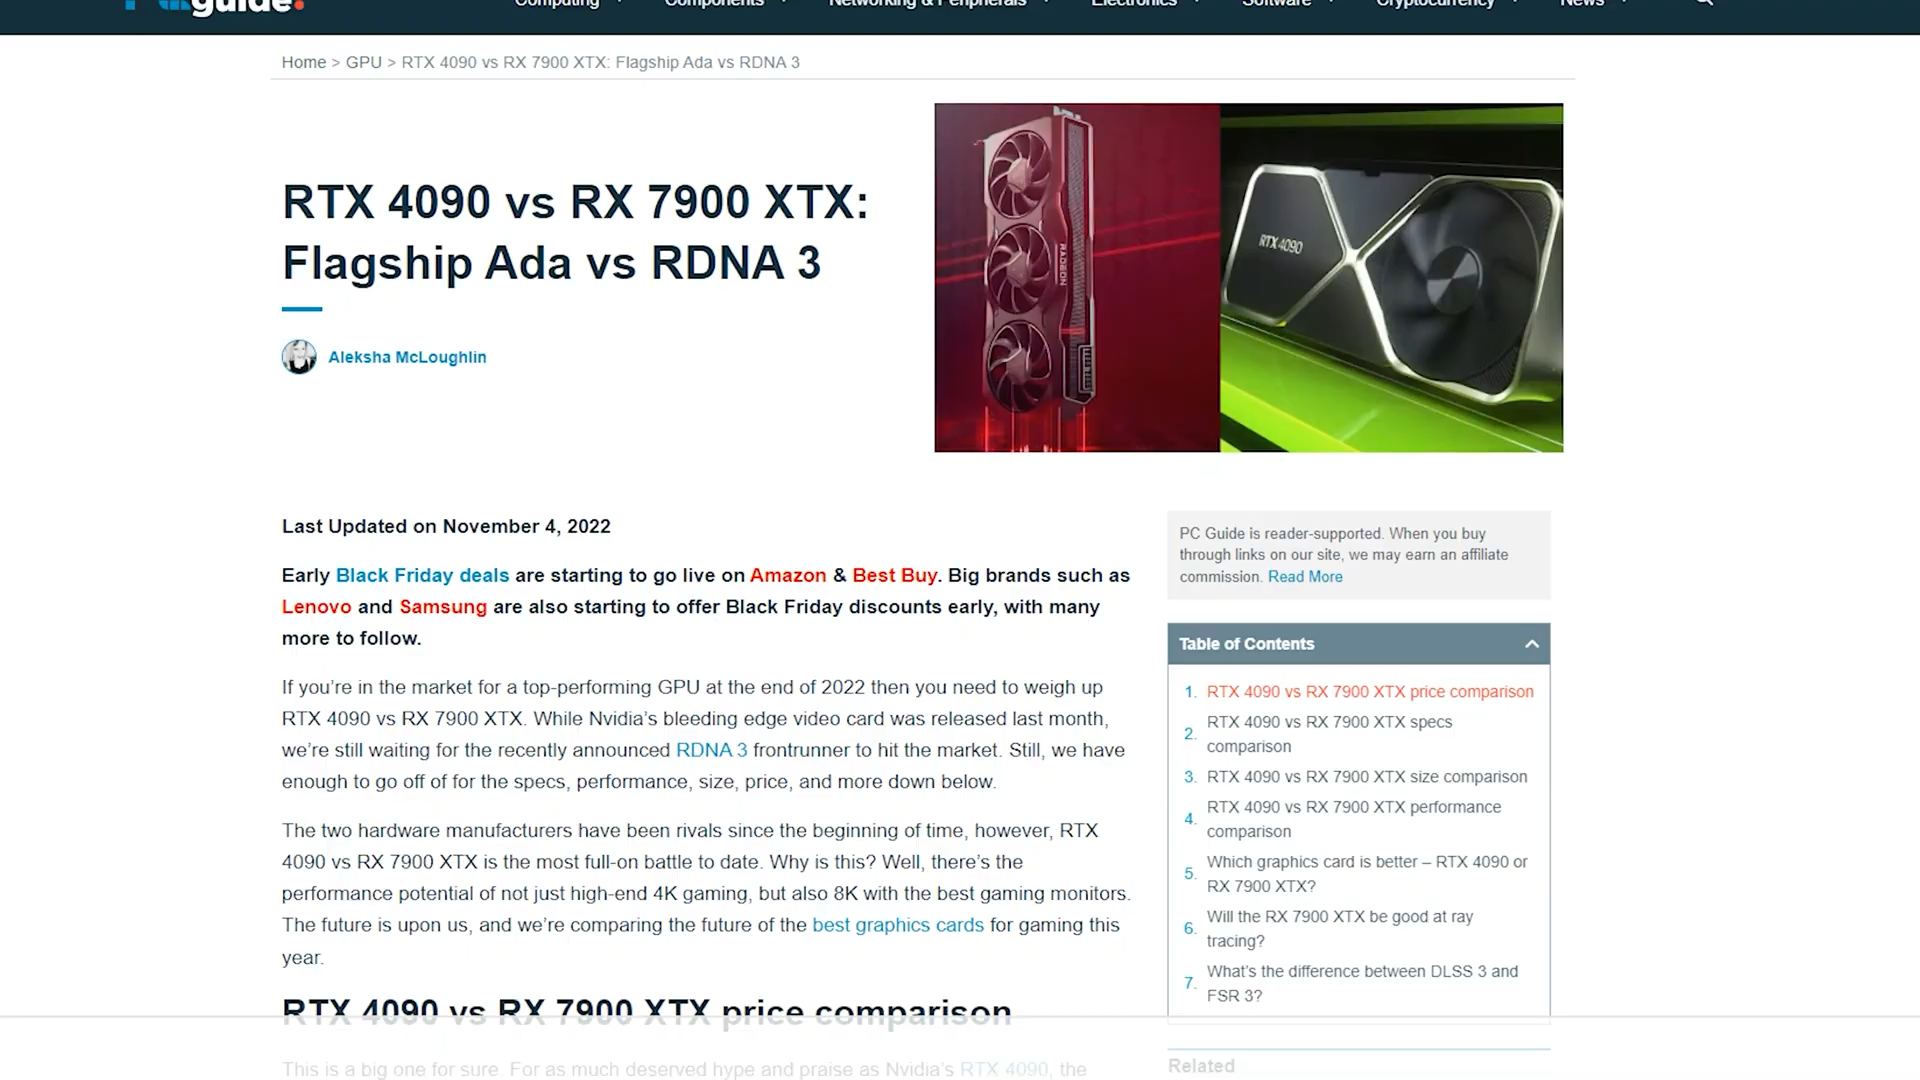 guide.
Computing
Components
Networking & Peripherals
Electronics
Software
Cryptocurrency
News
Home > GPU > RTX 4090 vs RX 7900 XTX: Flagship Ada vs RDNA 3
RTX 4090 vs RX 7900 XTX:
Flagship Ada vs RDNA 3
Aleksha McLoughlin
RADEON
RTX 4090
Last Updated on November 4, 2022
Early Black Friday deals are starting to go live on Amazon & Best Buy. Big brands such as
Lenovo and Samsung are also starting to offer Black Friday discounts early, with many
more to follow.
If you’re in the market for a top-performing GPU at the end of 2022 then you need to weigh up
RTX 4090 vs RX 7900 XTX. While Nvidia’s bleeding edge video card was released last month,
we’re still waiting for the recently announced RDNA 3 frontrunner to hit the market. Still, we have
enough to go off of for the specs, performance, size, price, and more down below.
The two hardware manufacturers have been rivals since the beginning of time, however, RTX
4090 vs RX 7900 XTX is the most full-on battle to date. Why is this? Well, there’s the
performance potential of not just high-end 4K gaming, but also 8K with the best gaming monitors.
The future is upon us, and we’re comparing the future of the best graphics cards for gaming this
year.
RTX 4090 vs RX 7900 XTX price comparison
This is a big one for sure. For as much deserved hype and praise as Nvidia’s RTX 4090, the
PC Guide is reader-supported. When you buy
through links on our site, we may earn an affiliate
commission. Read More
Table of Contents
1. RTX 4090 vs RX 7900 XTX price comparison
2. RTX 4090 vs RX 7900 XTX specs
comparison
3. RTX 4090 vs RX 7900 XTX size comparison
4. RTX 4090 vs RX 7900 XTX performance
comparison
5. Which graphics card is better – RTX 4090 or
RX 7900 XTX?
6. Will the RX 7900 XTX be good at ray
tracing?
7. What’s the difference between DLSS 3 and
FSR 3?
Related